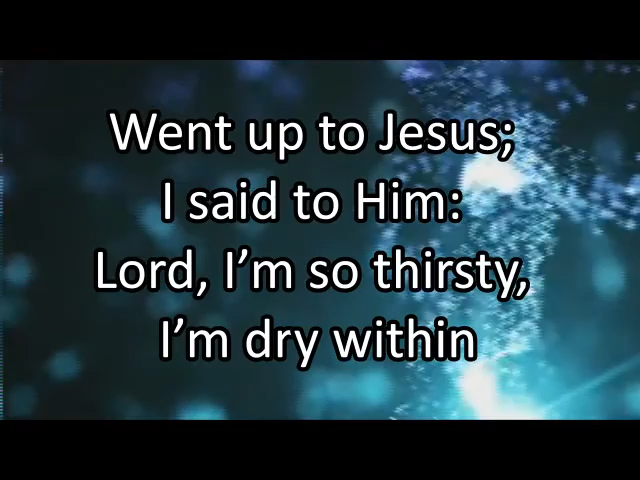 Went up to Jesus;
I said to Him:
Lord, I’m so thirsty,
I’m dry within